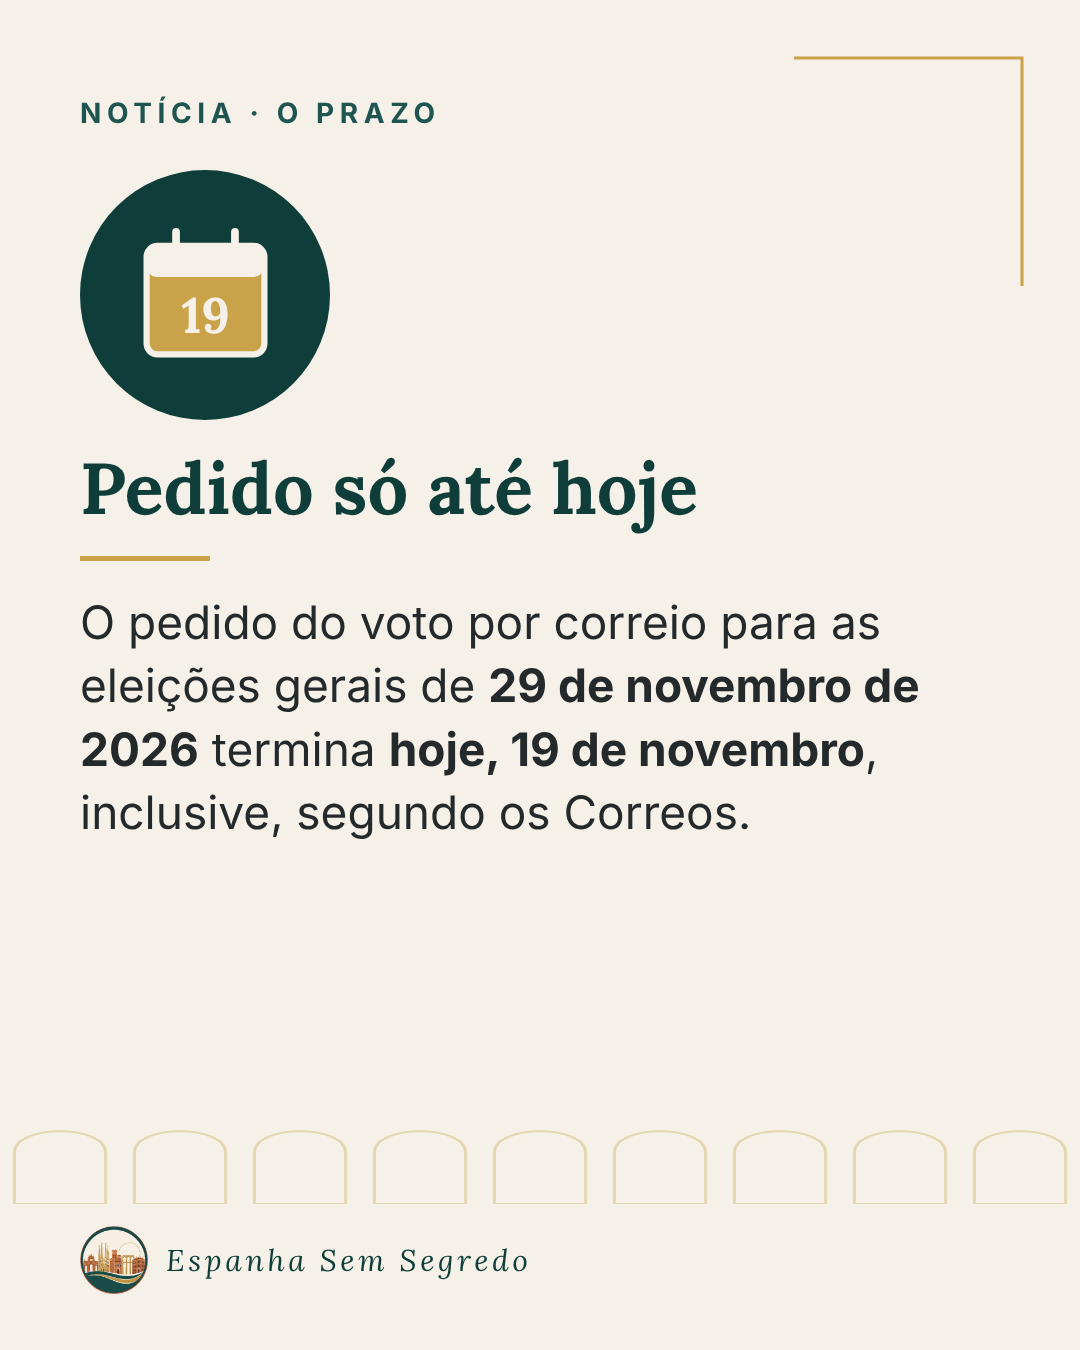 NOTÍCIA · O PRAZO
19
Pedido só até hoje
O pedido do voto por correio para as
eleições gerais de 29 de novembro de
2026 termina hoje, 19 de novembro,
inclusive, segundo os Correos.
Espanha Sem Segredo